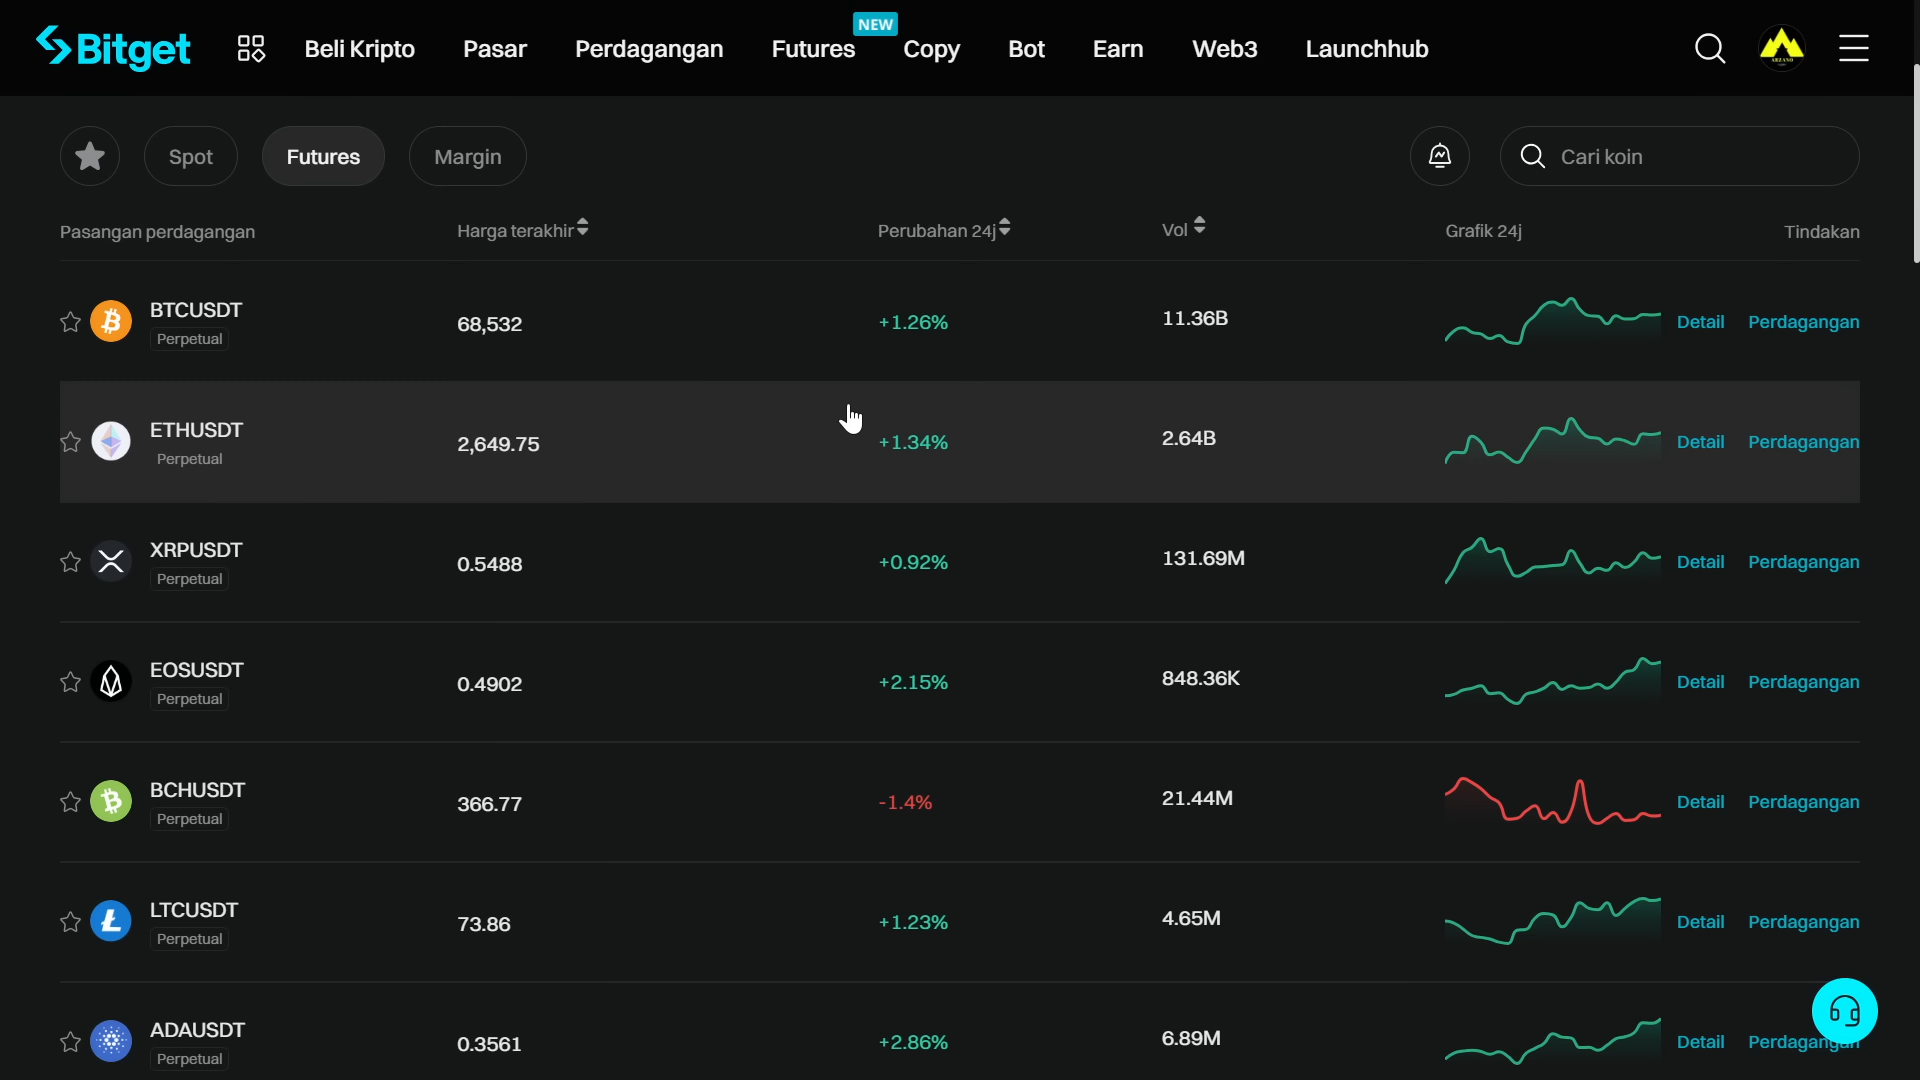 Bitget Beli Kripto Pasar Perdagangan Futures NEW Copy Bot Earn Web3 Launchhub
Spot Futures Margin Cari koin
Pasangan perdagangan Harga terakhir Perubahan 24j Vol Grafik 24j Tindakan
BTCUSDT
Perpetual
68,532 +1.26% 11.36B Detail Perdagangan
ETHUSDT
Perpetual
2,649.75 +1.34% 2.64B Detail Perdagangan
XRPUSDT
Perpetual
0.5488 +0.92% 131.69M Detail Perdagangan
EOSUSDT
Perpetual
0.4902 +2.15% 848.36K Detail Perdagangan
BCHUSDT
Perpetual
366.77 -1.4% 21.44M Detail Perdagangan
LTCUSDT
Perpetual
73.86 +1.23% 4.65M Detail Perdagangan
ADAUSDT
Perpetual
0.3561 +2.86% 6.89M Detail Perdagangan